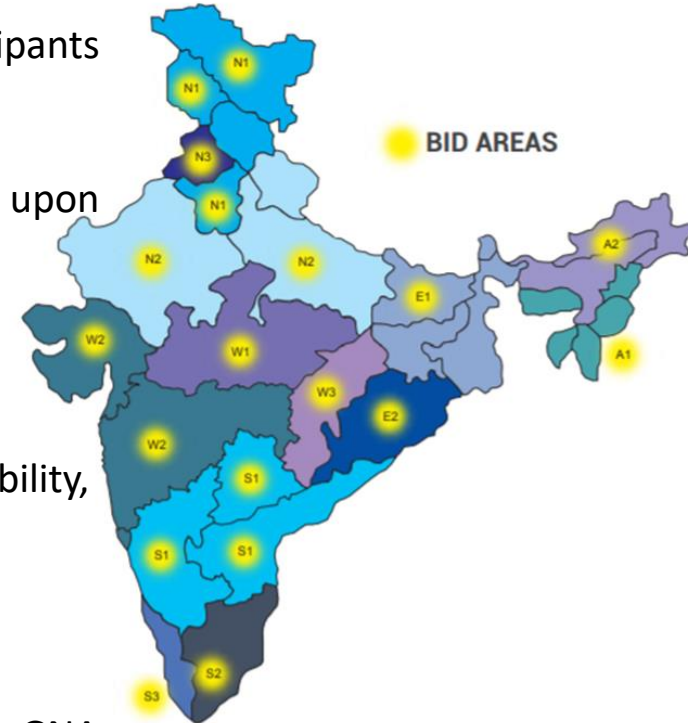 ipants
N1
N1
BID AREAS
N3
upon
N1
A2
N2
N2
E1
W2
W1
A1
W3
E2
W2
bility,
S1
S1
S1
S2
S3